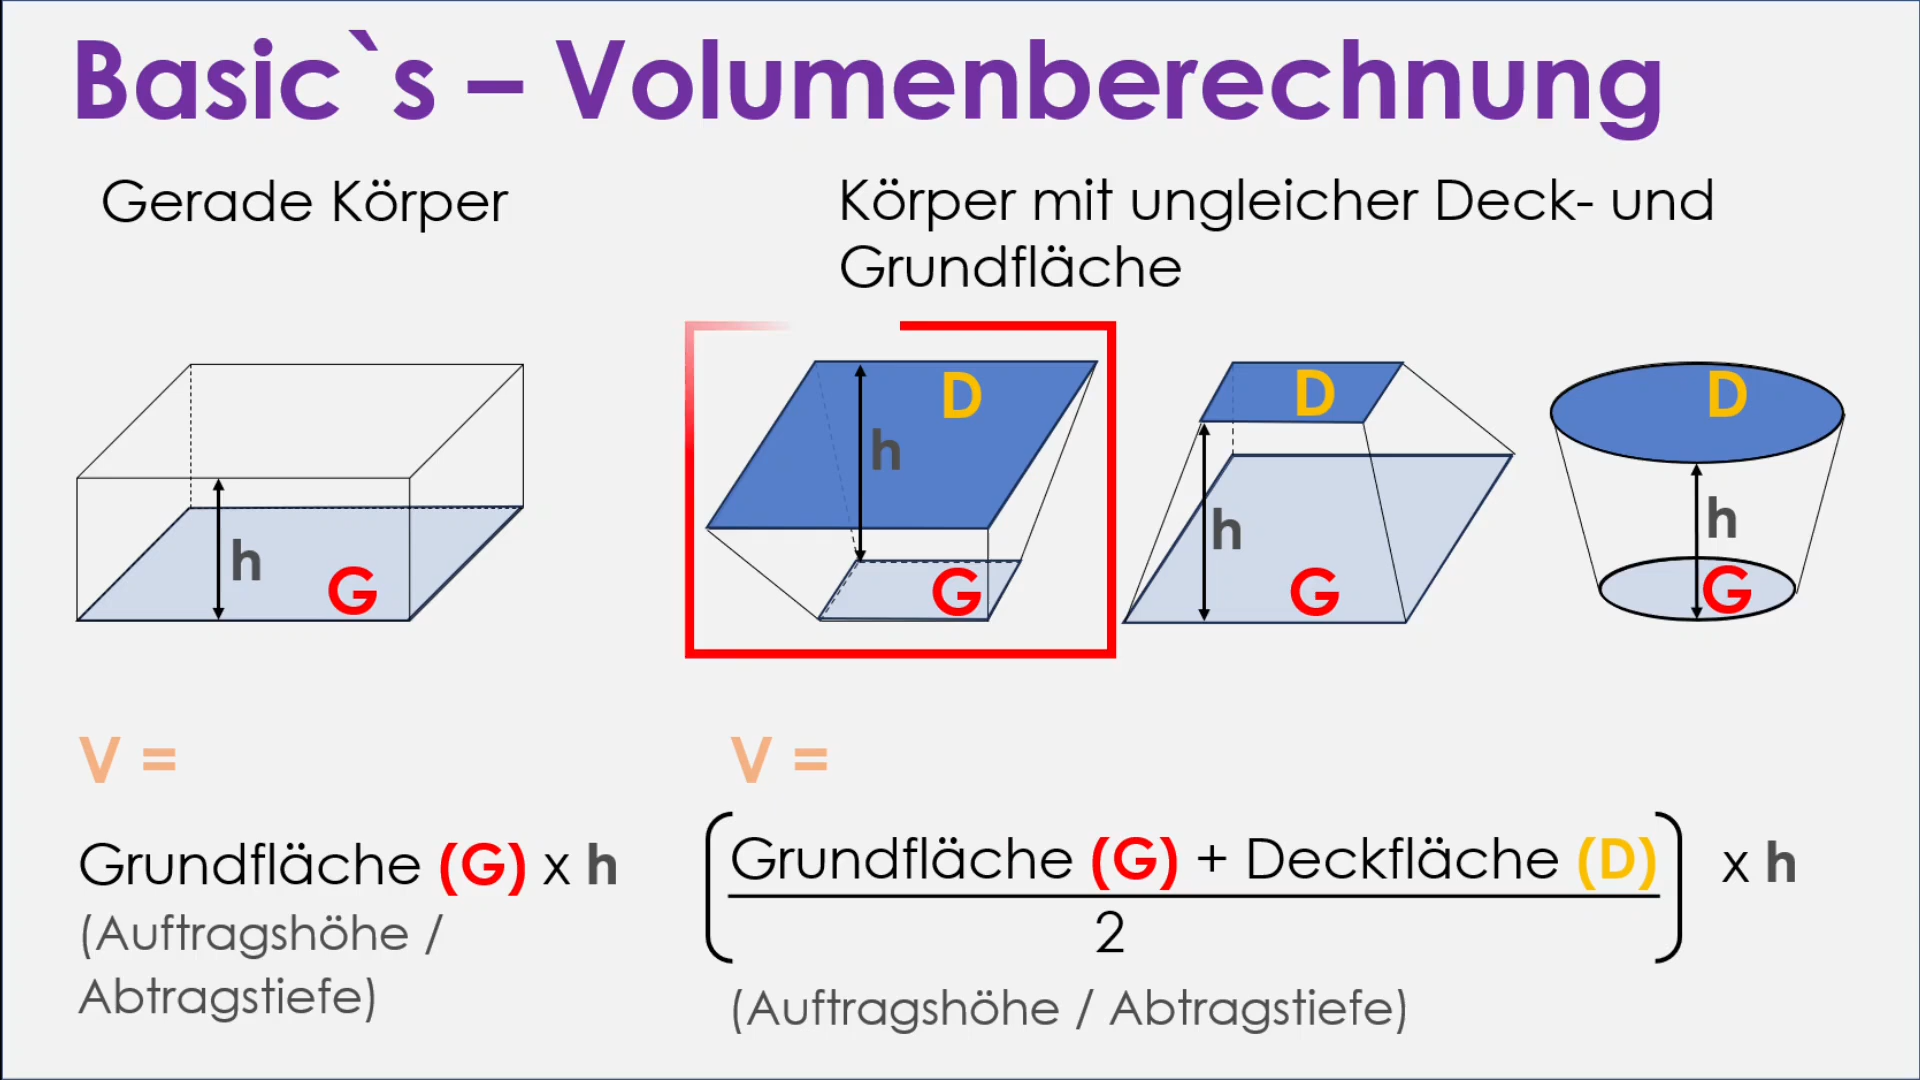 Basic`s – Volumenberechnung
Gerade Körper
Körper mit ungleicher Deck- und
Grundfläche
h
G
D
h
G
D
h
G
D
h
G
V =
Grundfläche (G) x h
(Auftragshöhe /
Abtragstiefe)
V =
Grundfläche (G) + Deckfläche (D)
2
x h
(Auftragshöhe / Abtragstiefe)